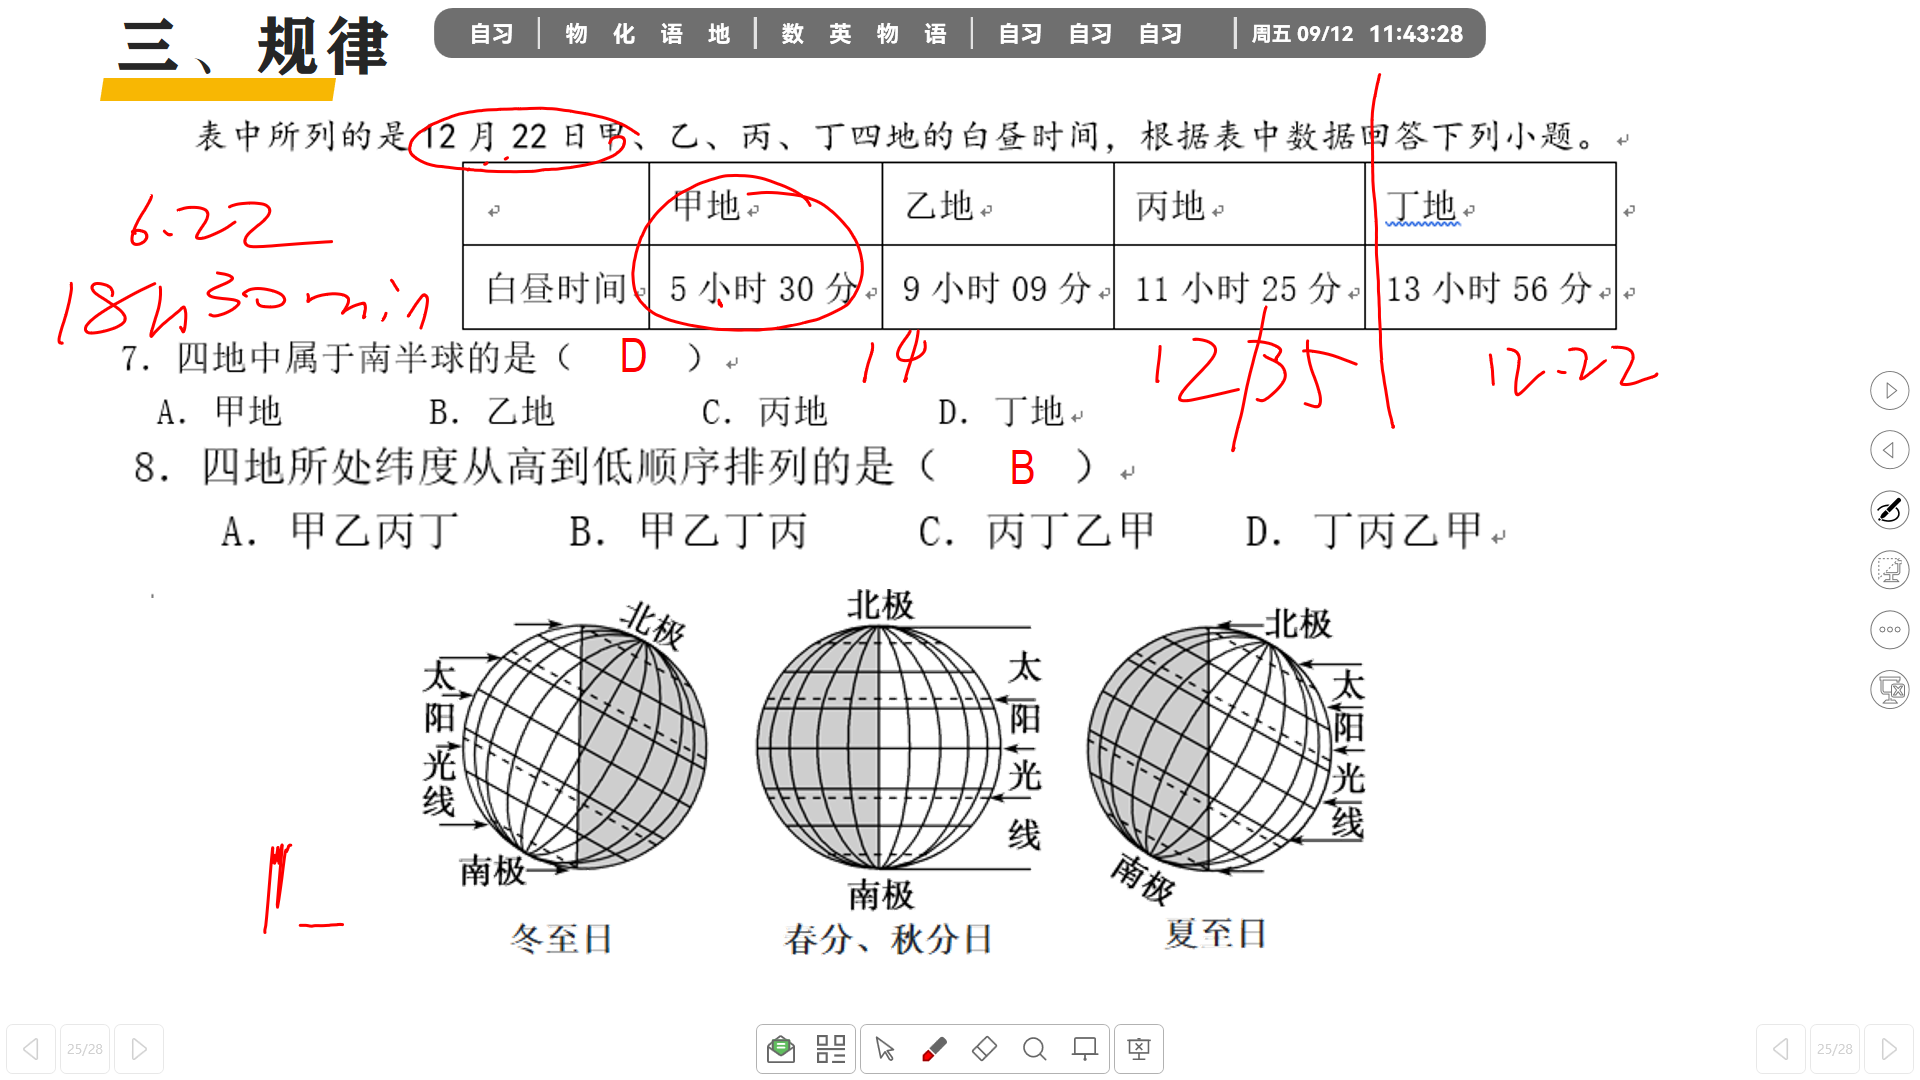 三、规律
自习 | 物 化 语 地 | 数 英 物 语 | 自习 自习 自习 | 周五 09/12 11:43:28
表中所列的是 12 月 22 日甲、乙、丙、丁四地的白昼时间，根据表中数据回答下列小题。
甲地 乙地 丙地 丁地
6.22
白昼时间 5 小时 30 分 9 小时 09 分 11 小时 25 分 13 小时 56 分
18h30min
7. 四地中属于南半球的是（ D ）
14 12/35 12.22
A. 甲地 B. 乙地 C. 丙地 D. 丁地
8. 四地所处纬度从高到低顺序排列的是（ B ）
A. 甲乙丙丁 B. 甲乙丁丙 C. 丙丁乙甲 D. 丁丙乙甲
北极 北极 北极
太阳光线 太阳光线 太阳光线
南极 南极 南极
冬至日 春分、秋分日 夏至日
25/28 25/28